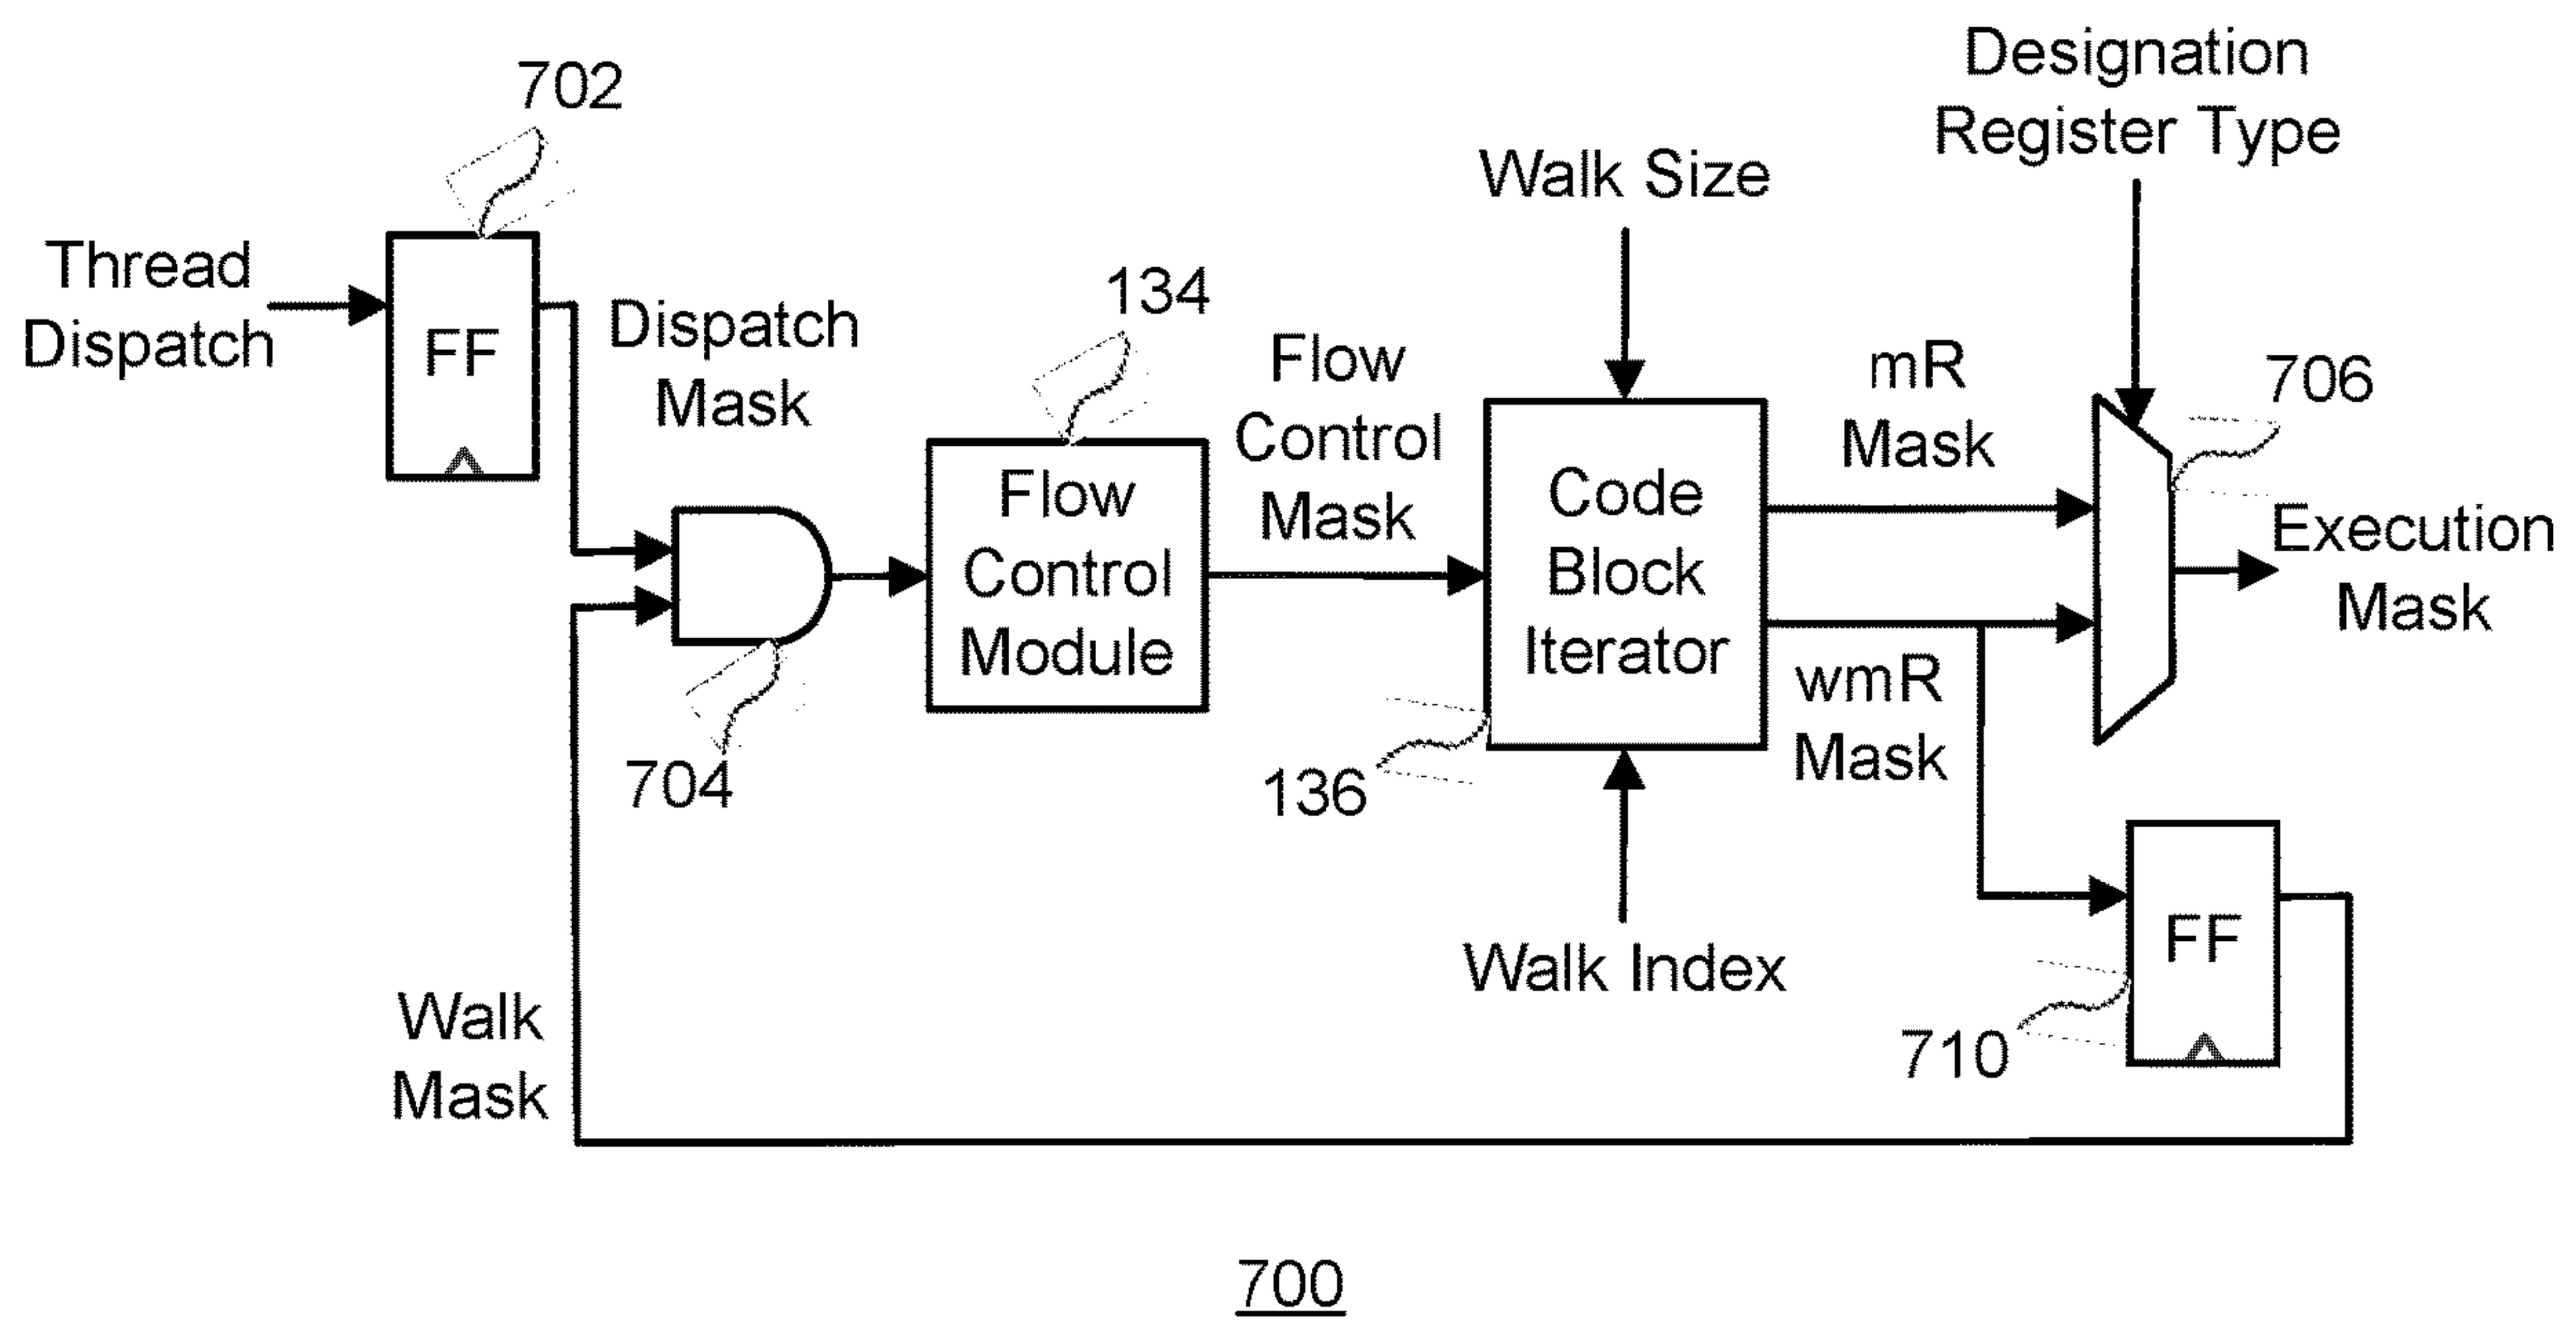 Designation
Register Type
702
Walk Size
Thread
Dispatch
FF
Dispatch
Mask
134
Flow
Control
Mask
mR
Mask
706
Flow
Control
Module
Code
Block
Iterator
Execution
Mask
wmR
Mask
704
136
FF
Walk Index
710
Walk
Mask
700